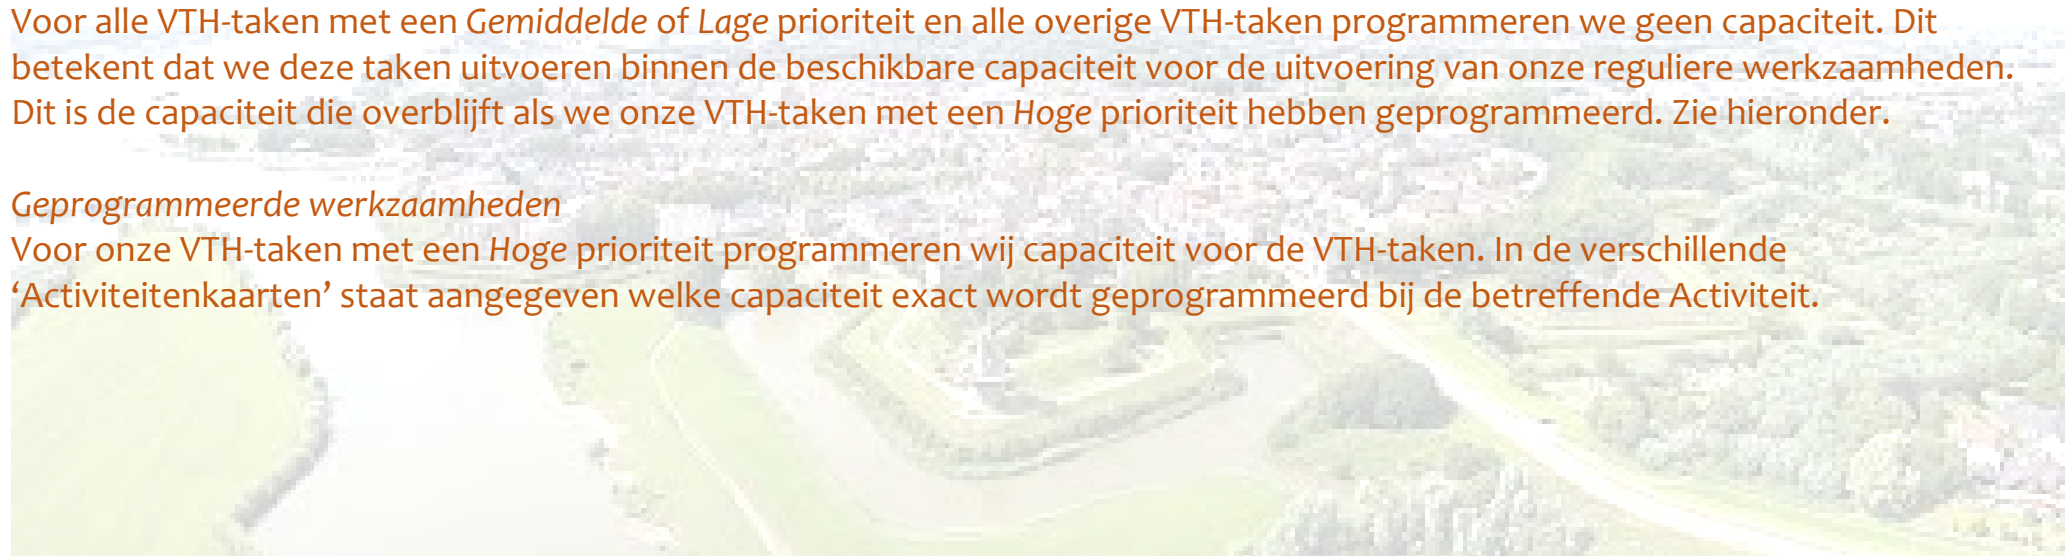 Voor alle VTH-taken met een Gemiddelde of Lage prioriteit en alle overige VTH-taken programmeren we geen capaciteit. Dit
betekent dat we deze taken uitvoeren binnen de beschikbare capaciteit voor de uitvoering van onze reguliere werkzaamheden.
Dit is de capaciteit die overblijft als we onze VTH-taken met een Hoge prioriteit hebben geprogrammeerd. Zie hieronder.
Geprogrammeerde werkzaamheden
Voor onze VTH-taken met een Hoge prioriteit programmeren wij capaciteit voor de VTH-taken. In de verschillende
‘Activiteitenkaarten’ staat aangegeven welke capaciteit exact wordt geprogrammeerd bij de betreffende Activiteit.